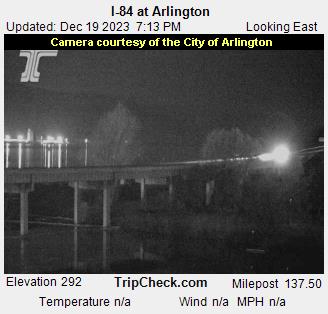 I-84 at Arlington
Updated: Dec 19 2023 7:13 PM Looking East
Camera courtesy of the City of Arlington
Elevation 292 TripCheck.com Milepost 137.50
Temperature n/a Wind n/a MPH n/a